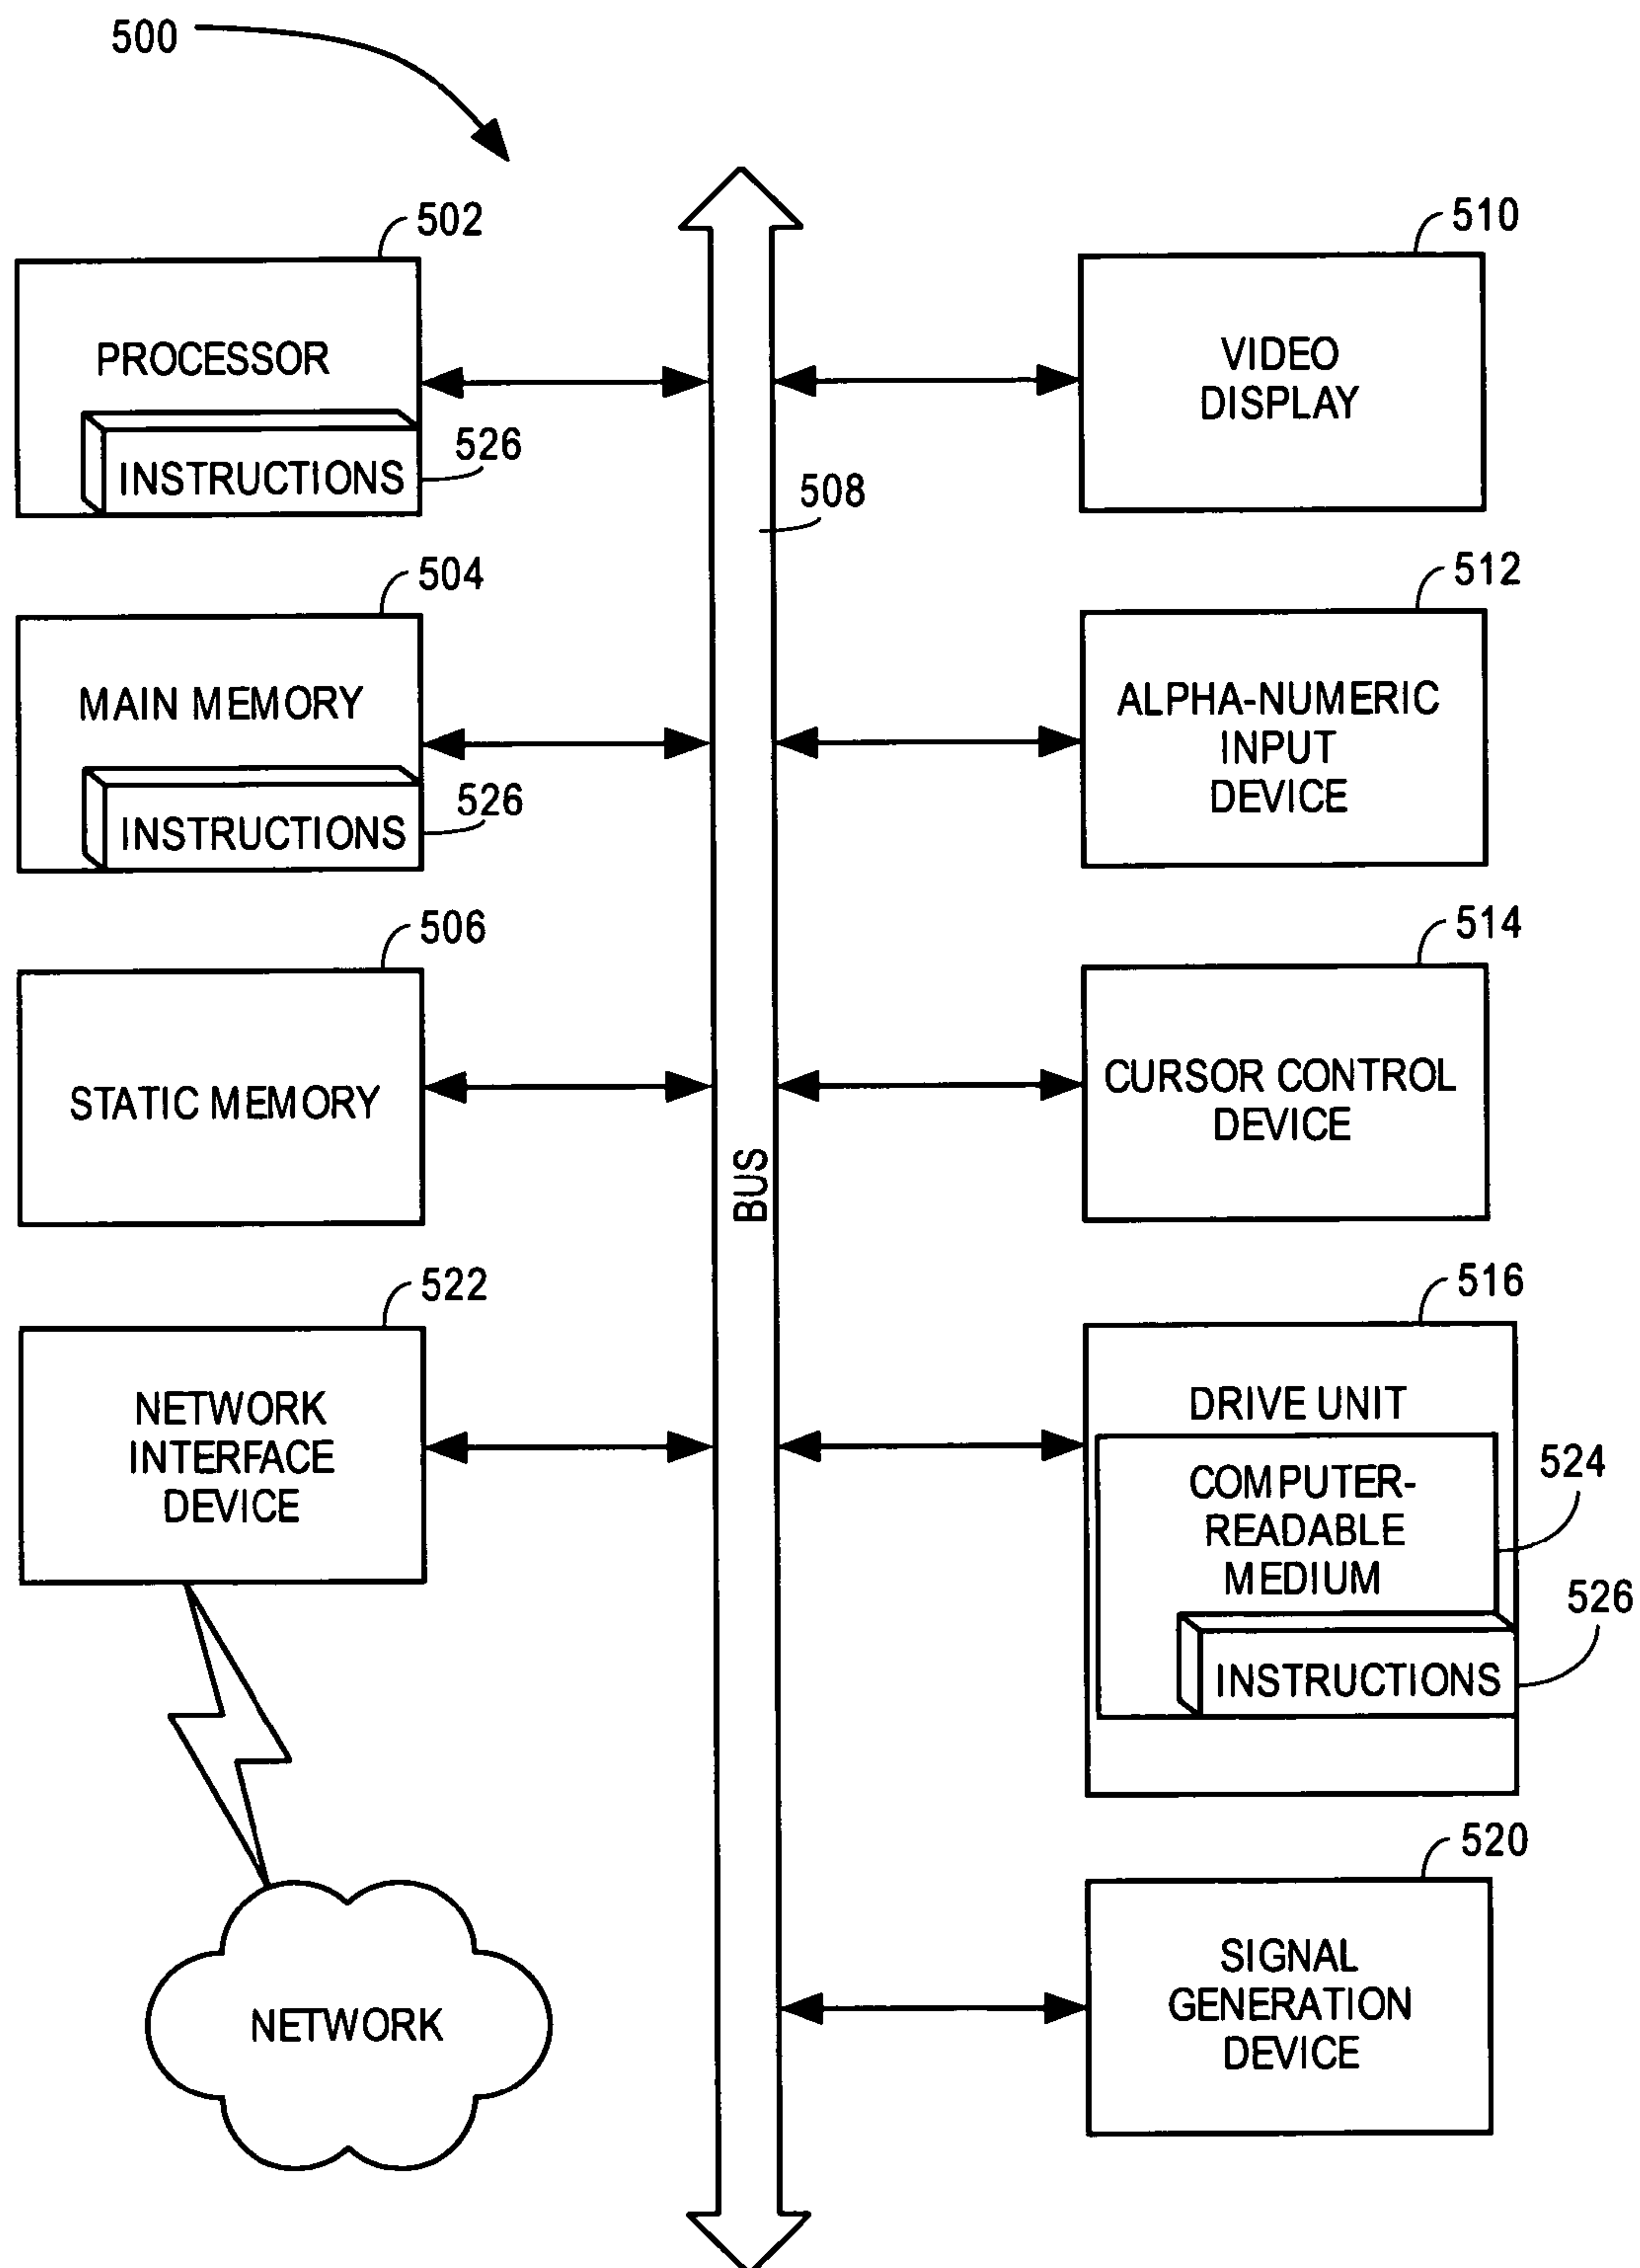 500
502
PROCESSOR
INSTRUCTIONS
526
504
MAIN MEMORY
INSTRUCTIONS
526
506
STATIC MEMORY
522
NETWORK
INTERFACE
DEVICE
NETWORK
508
BUS
510
VIDEO
DISPLAY
512
ALPHA-NUMERIC
INPUT
DEVICE
514
CURSOR CONTROL
DEVICE
516
DRIVE UNIT
COMPUTER-
READABLE
MEDIUM
524
INSTRUCTIONS
526
520
SIGNAL
GENERATION
DEVICE